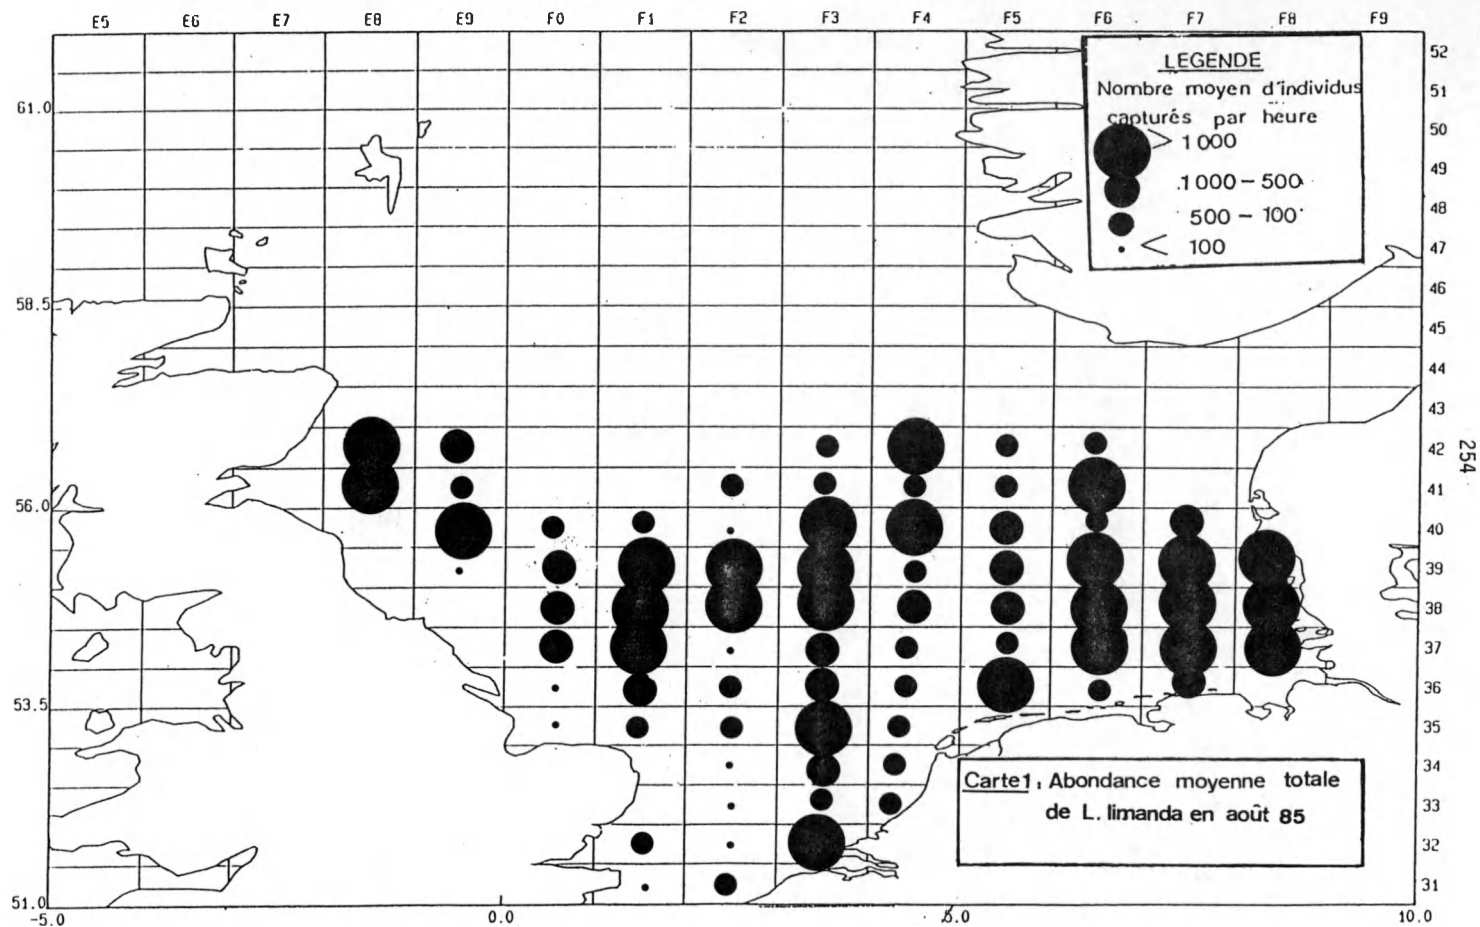 E5 E6 E7 E8 E9 F0 F1 F2 F3 F4 F5 F6 F7 F8 F9
LEGENDE
Nombre moyen d'individus
capturés par heure
> 1 000
1 000 – 500
500 – 100
< 100
52
51
50
49
48
47
46
45
44
43
42
41
40
39
38
37
36
35
34
33
32
31
254
61.0
58.5
56.0
53.5
51.0
Carte 1 : Abondance moyenne totale
de L. limanda en août 85
-5.0 0.0 5.0 10.0